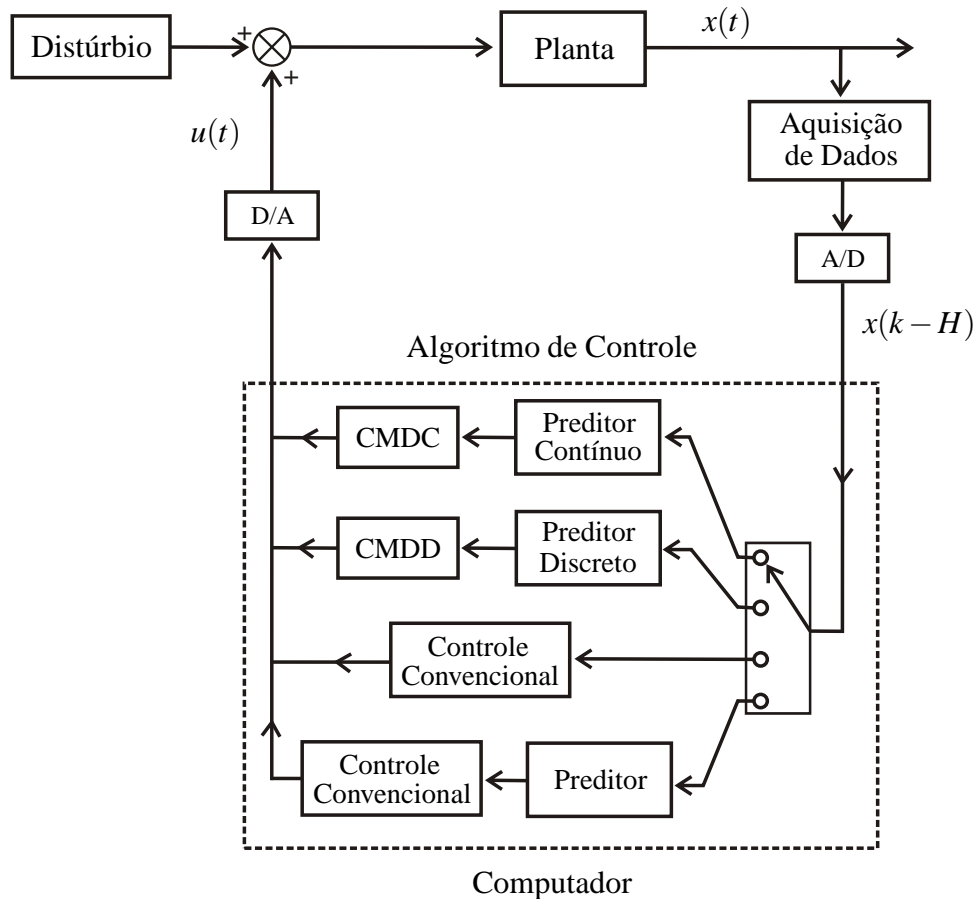 Distúrbio
+
+
Planta
x(t)
u(t)
Aquisição
de Dados
D/A
A/D
x(k − H)
Algoritmo de Controle
CMDC
Preditor
Contínuo
CMDD
Preditor
Discreto
Controle
Convencional
Controle
Convencional
Preditor
Computador